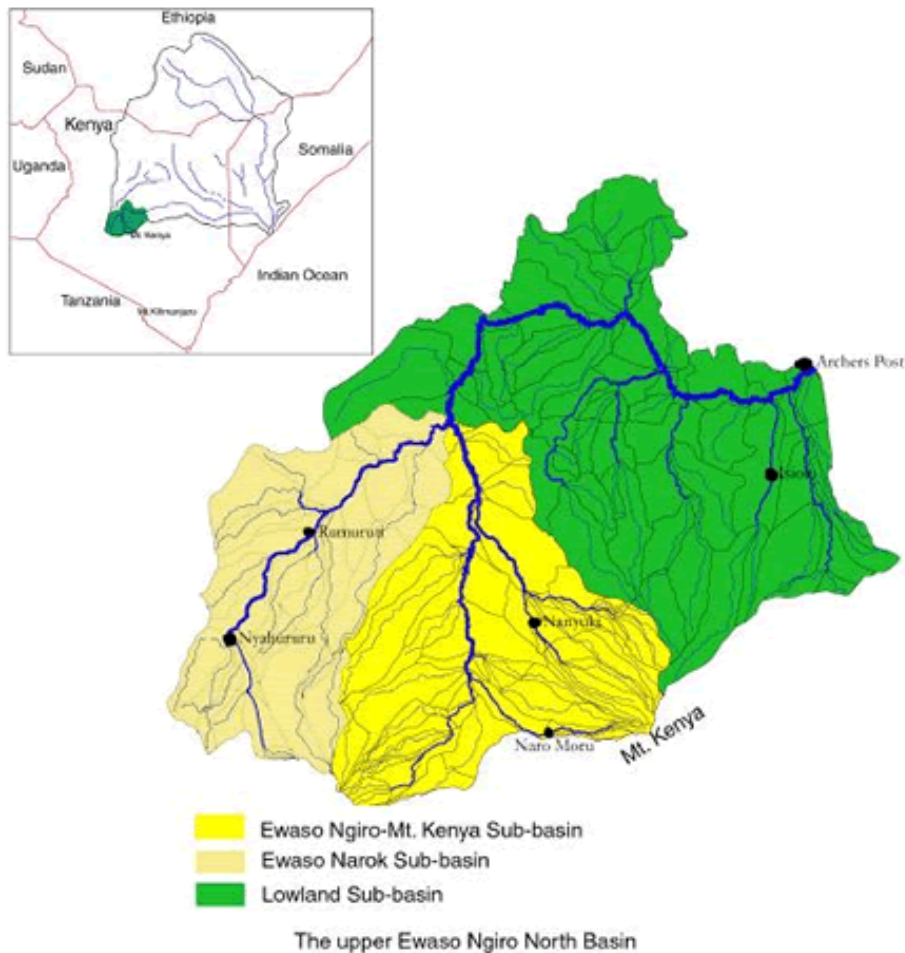 Ethiopia
Sudan
Kenya
Somalia
Uganda
Mt. Kenya
Indian Ocean
Tanzania
Mt Kilimanjaro
Archers Post
Isiolo
Rumuruti
Nanyuki
Nyahururu
Naro Moru
Mt. Kenya
Ewaso Ngiro-Mt. Kenya Sub-basin
Ewaso Narok Sub-basin
Lowland Sub-basin
The upper Ewaso Ngiro North Basin